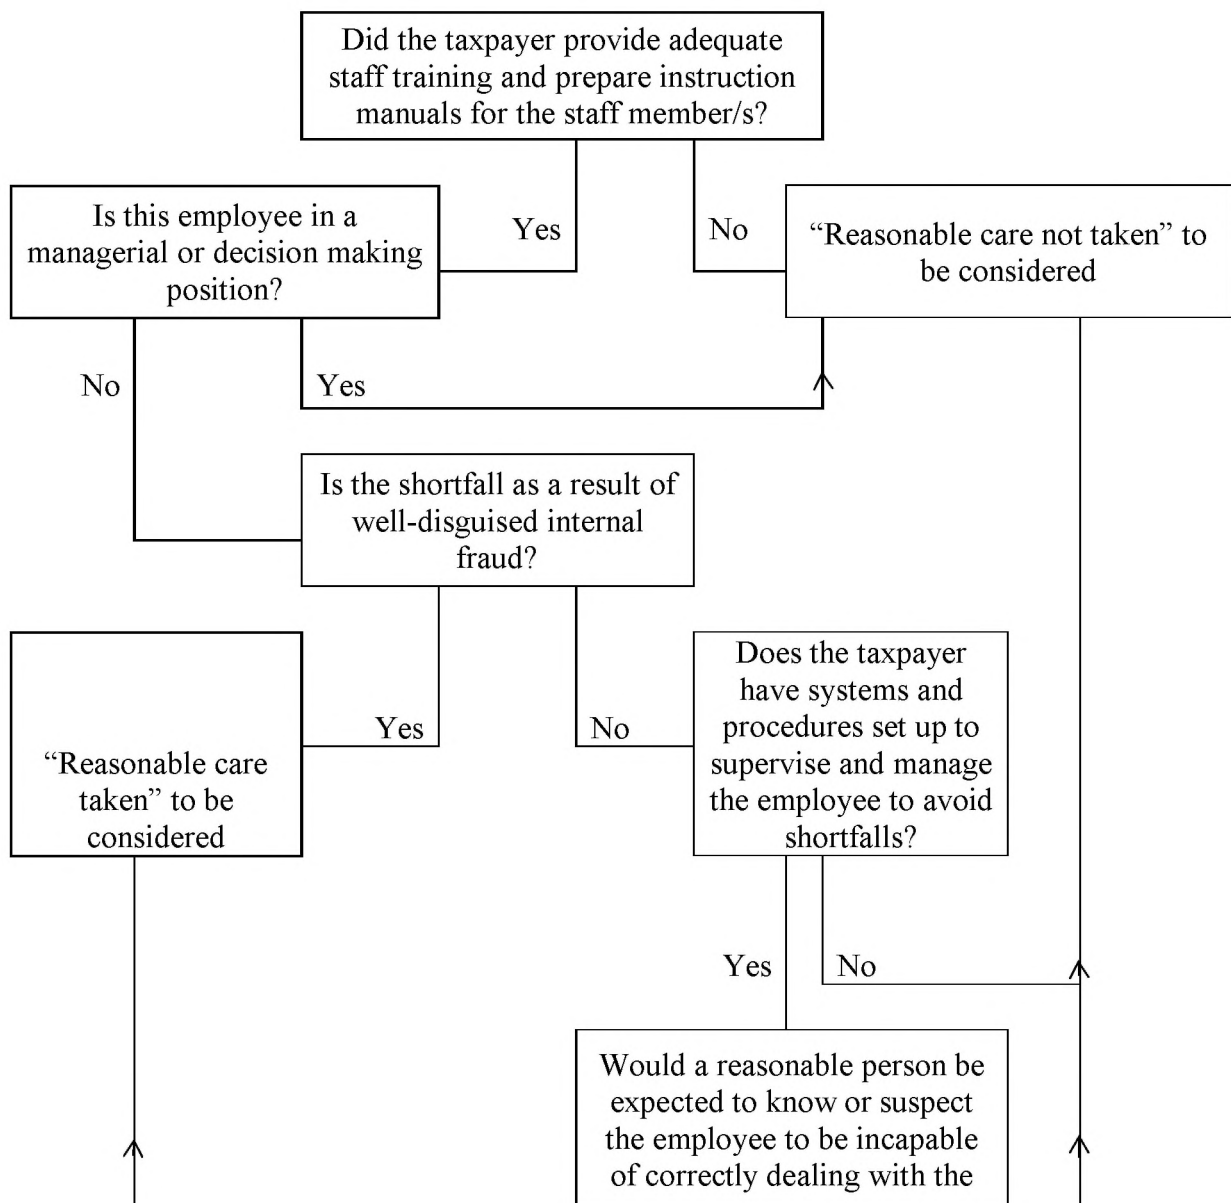 Did the taxpayer provide adequate
staff training and prepare instruction
manuals for the staff member/s?
Yes
No
Is this employee in a
managerial or decision making
position?
“Reasonable care not taken” to
be considered
No
Yes
Is the shortfall as a result of
well-disguised internal
fraud?
Yes
No
“Reasonable care
taken” to be
considered
Does the taxpayer
have systems and
procedures set up to
supervise and manage
the employee to avoid
shortfalls?
Yes
No
Would a reasonable person be
expected to know or suspect
the employee to be incapable
of correctly dealing with the